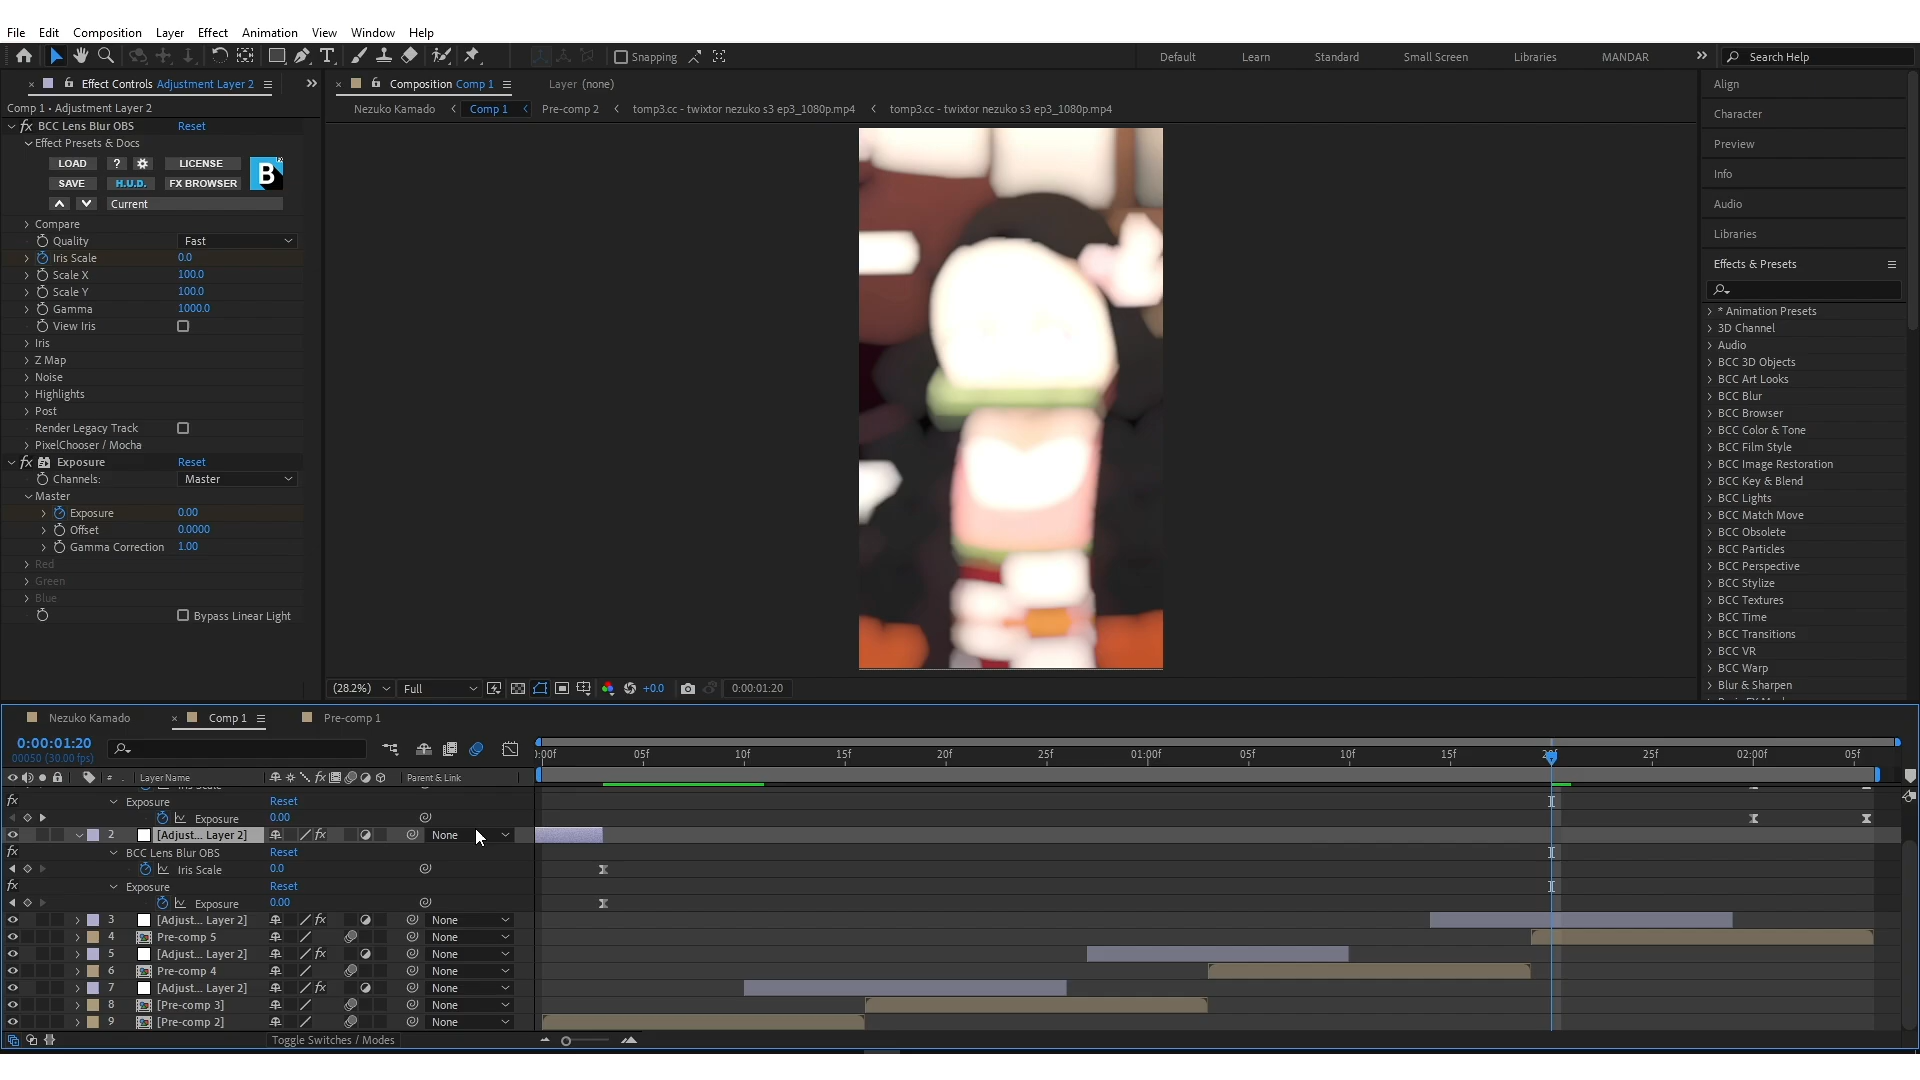 File Edit Composition Layer Effect Animation View Window Help
Snapping
Default Learn Standard Small Screen Libraries MANDAR Search Help
Effect Controls Adjustment Layer 2
Comp 1 • Adjustment Layer 2
fx BCC Lens Blur OBS Reset
Effect Presets & Docs
LOAD ? LICENSE
SAVE H.U.D. FX BROWSER
B
Current
Compare
Quality Fast
Iris Scale 0.0
Scale X 100.0
Scale Y 100.0
Gamma 1000.0
View Iris
Iris
Z Map
Noise
Highlights
Post
Render Legacy Track
PixelChooser / Mocha
fx Exposure Reset
Channels: Master
Master
Exposure 0.00
Offset 0.0000
Gamma Correction 1.00
Red
Green
Blue
Bypass Linear Light
Composition Comp 1 Layer (none)
Nezuko Kamado Comp 1 Pre-comp 2 tomp3.cc - twixtor nezuko s3 ep3_1080p.mp4 tomp3.cc - twixtor nezuko s3 ep3_1080p.mp4
(28.2%) Full +0.0 0:00:01:20
Align
Character
Preview
Info
Audio
Libraries
Effects & Presets
* Animation Presets
3D Channel
Audio
BCC 3D Objects
BCC Art Looks
BCC Blur
BCC Browser
BCC Color & Tone
BCC Film Style
BCC Image Restoration
BCC Key & Blend
BCC Lights
BCC Match Move
BCC Obsolete
BCC Particles
BCC Perspective
BCC Stylize
BCC Textures
BCC Time
BCC Transitions
BCC VR
BCC Warp
Blur & Sharpen
Nezuko Kamado Comp 1 Pre-comp 1
0:00:01:20
00050 (30.00 fps)
):00f 05f 10f 15f 20f 25f 01:00f 05f 10f 15f 20f 25f 02:00f 05f
# Layer Name fx Parent & Link
Iris Scale
fx Exposure Reset
Exposure 0.00
2 [Adjust... Layer 2] fx None
fx BCC Lens Blur OBS Reset
Iris Scale 0.0
fx Exposure Reset
Exposure 0.00
3 [Adjust... Layer 2] fx None
4 Pre-comp 5 None
5 [Adjust... Layer 2] fx None
6 Pre-comp 4 None
7 [Adjust... Layer 2] fx None
8 [Pre-comp 3] None
9 [Pre-comp 2] None
Toggle Switches / Modes